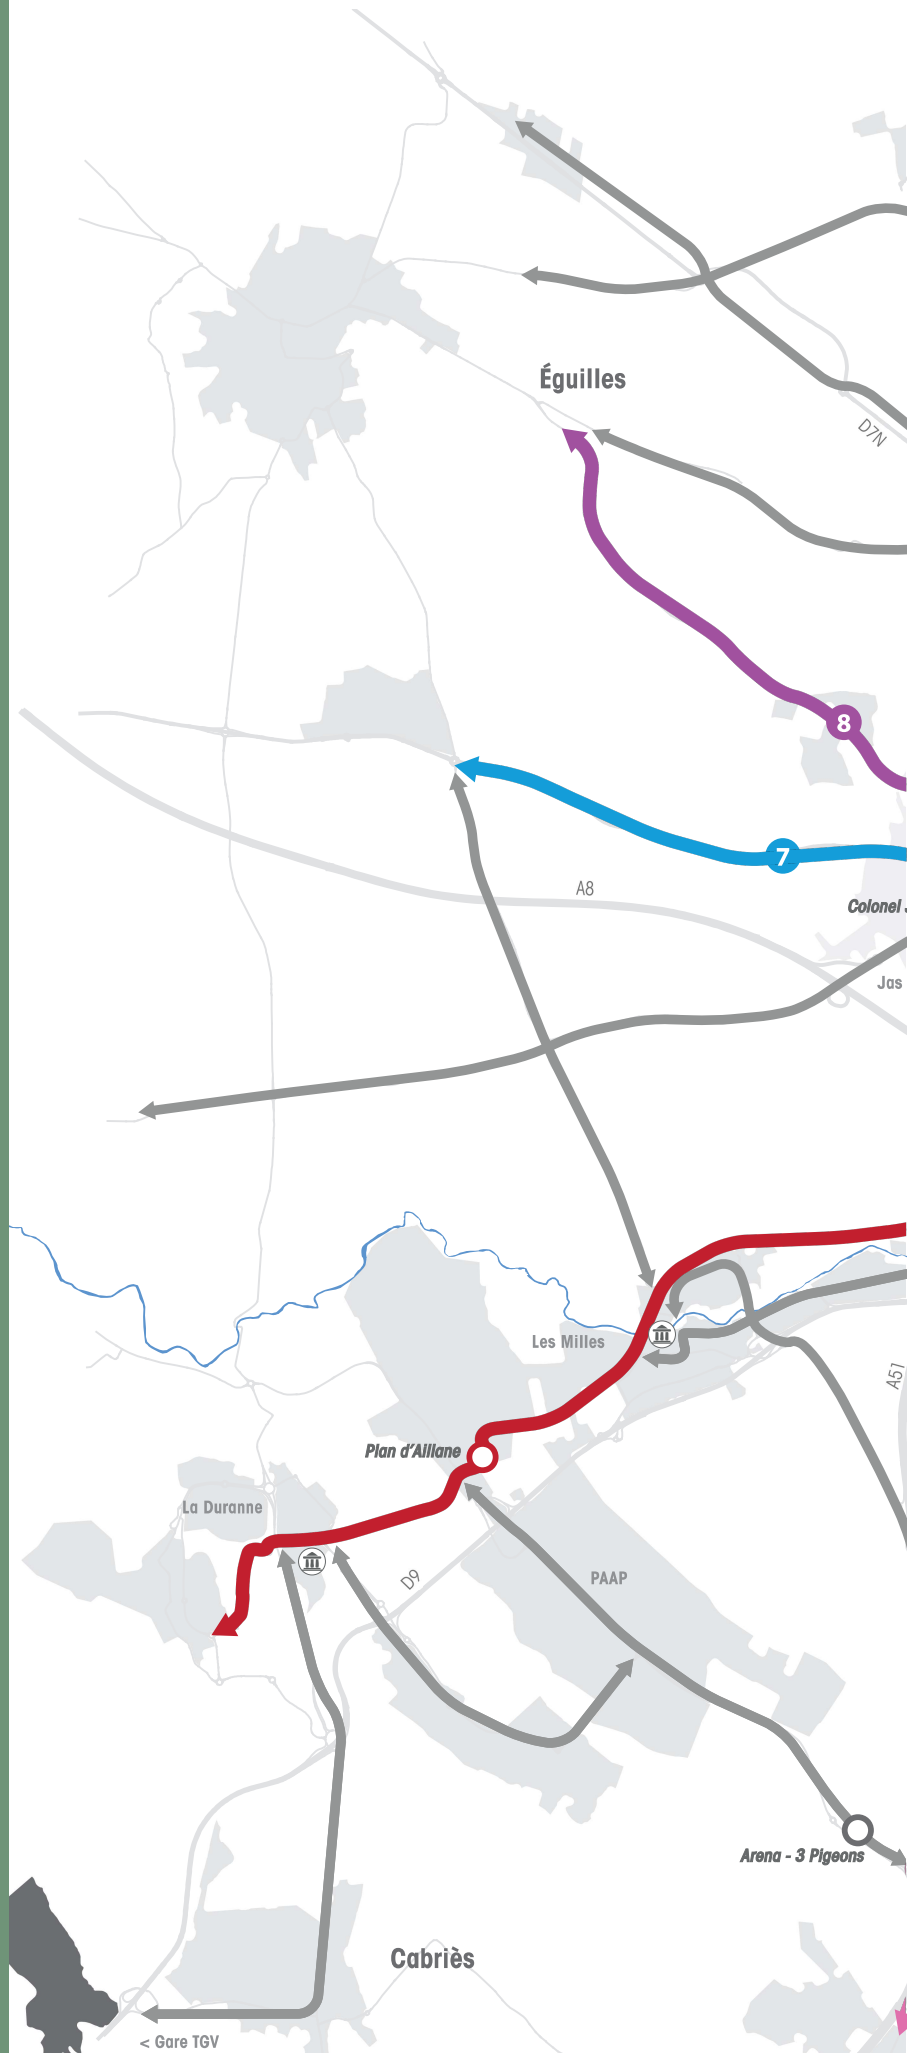 Éguilles
D7N
8
7
A8
Colonel
Jas
Les Milles
A51
Plan d'Aillane
La Duranne
D9
PAAP
Arena - 3 Pigeons
Cabriès
< Gare TGV